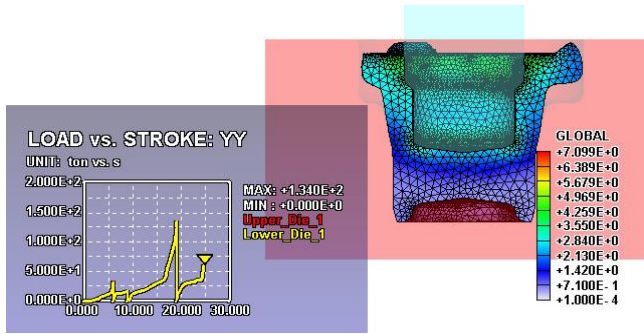 LOAD vs. STROKE: YY
UNIT: ton vs. s
2.000E+2
1.500E+2
1.000E+2
5.000E+1
0.000E+0
0.000 10.000 20.000 30.000
MAX: +1.340E+2
MIN : +0.000E+0
Upper_Die_1
Lower_Die_1
GLOBAL
+7.099E+0
+6.389E+0
+5.679E+0
+4.969E+0
+4.259E+0
+3.550E+0
+2.840E+0
+2.130E+0
+1.420E+0
+7.100E- 1
+1.000E- 4